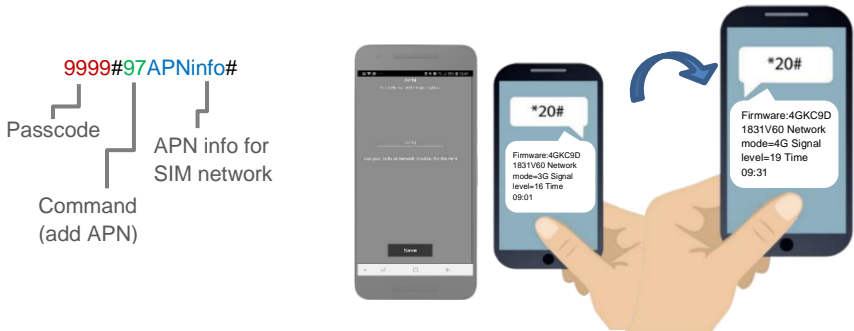 9999#97APNinfo#
Passcode
APN info for
SIM network
Command
(add APN)
APN
Save
*20#
Firmware:4GKC9D
1831V60 Network
mode=3G Signal
level=16 Time
09:01
*20#
Firmware:4GKC9D
1831V60 Network
mode=4G Signal
level=19 Time
09:31